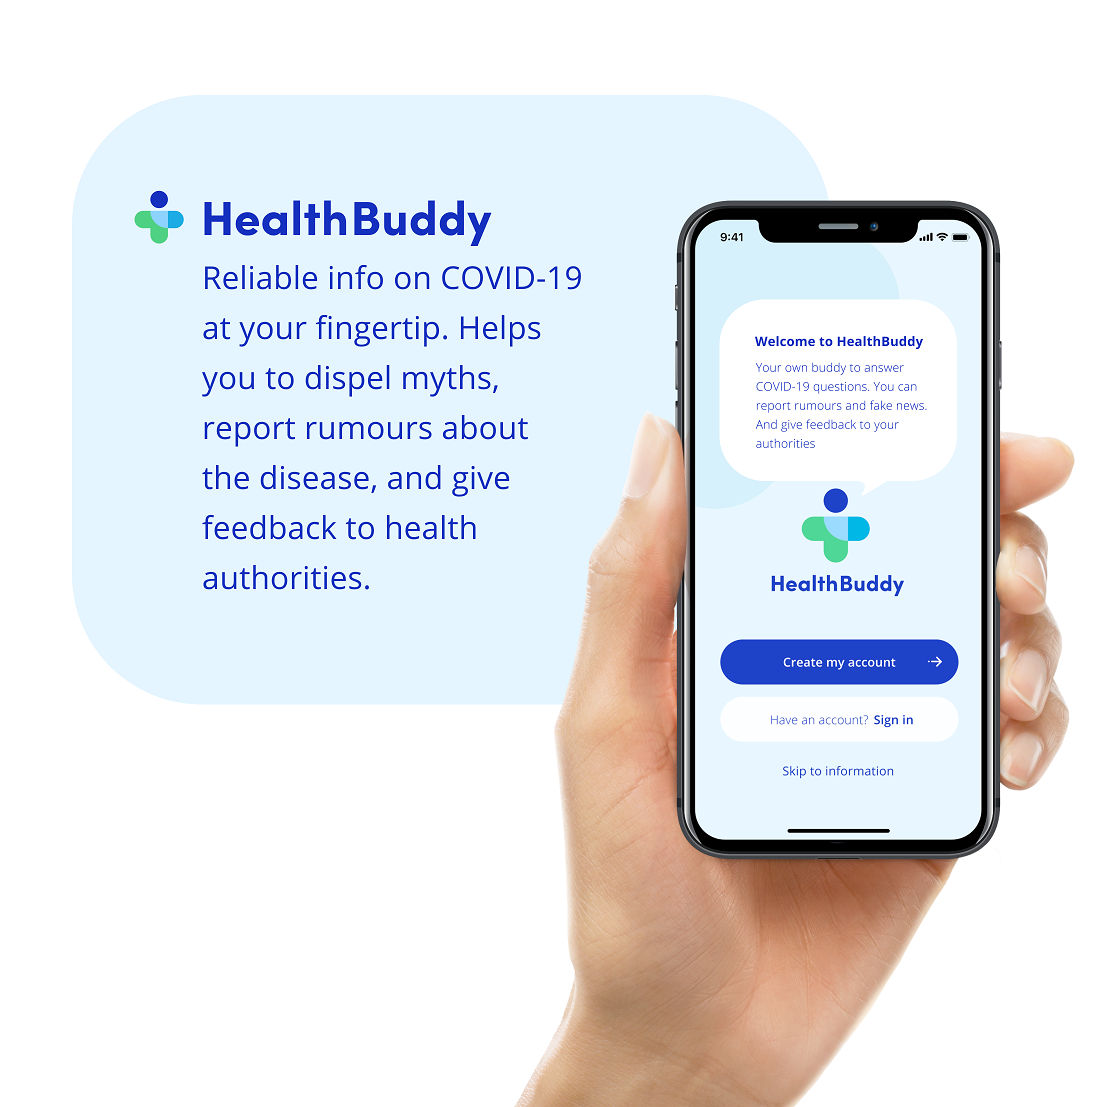 HealthBuddy
Reliable info on COVID-19
at your fingertip. Helps
you to dispel myths,
report rumours about
the disease, and give
feedback to health
authorities.
9:41
Welcome to HealthBuddy
Your own buddy to answer
COVID-19 questions. You can
report rumours and fake news.
And give feedback to your
authorities
HealthBuddy
Create my account
Have an account? Sign in
Skip to information